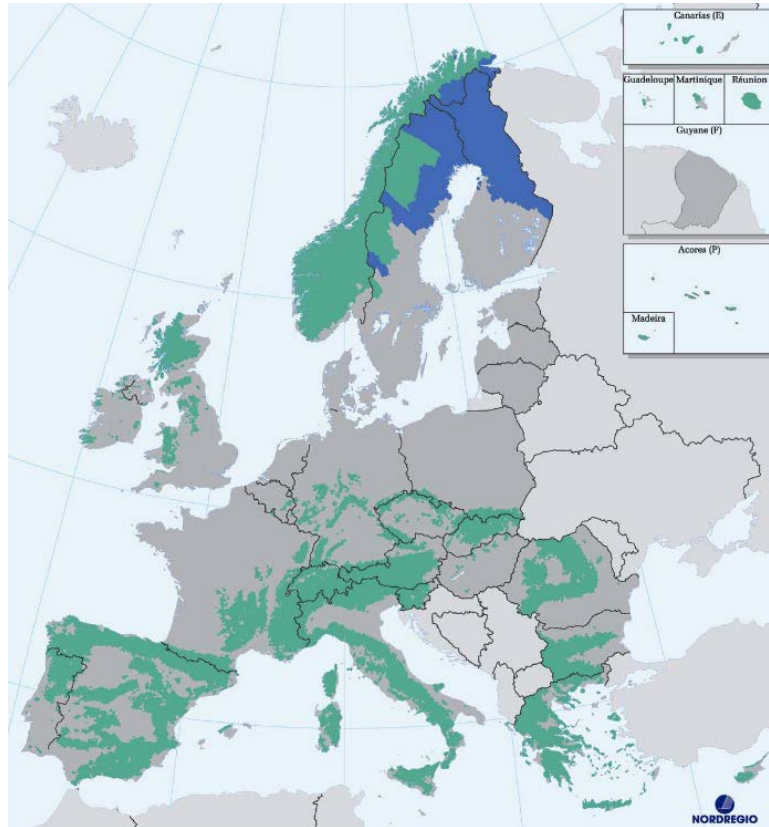 Canarias (E)
Guadeloupe
Martinique
Réunion
Guyane (F)
Acores (P)
Madeira
NORDREGIO